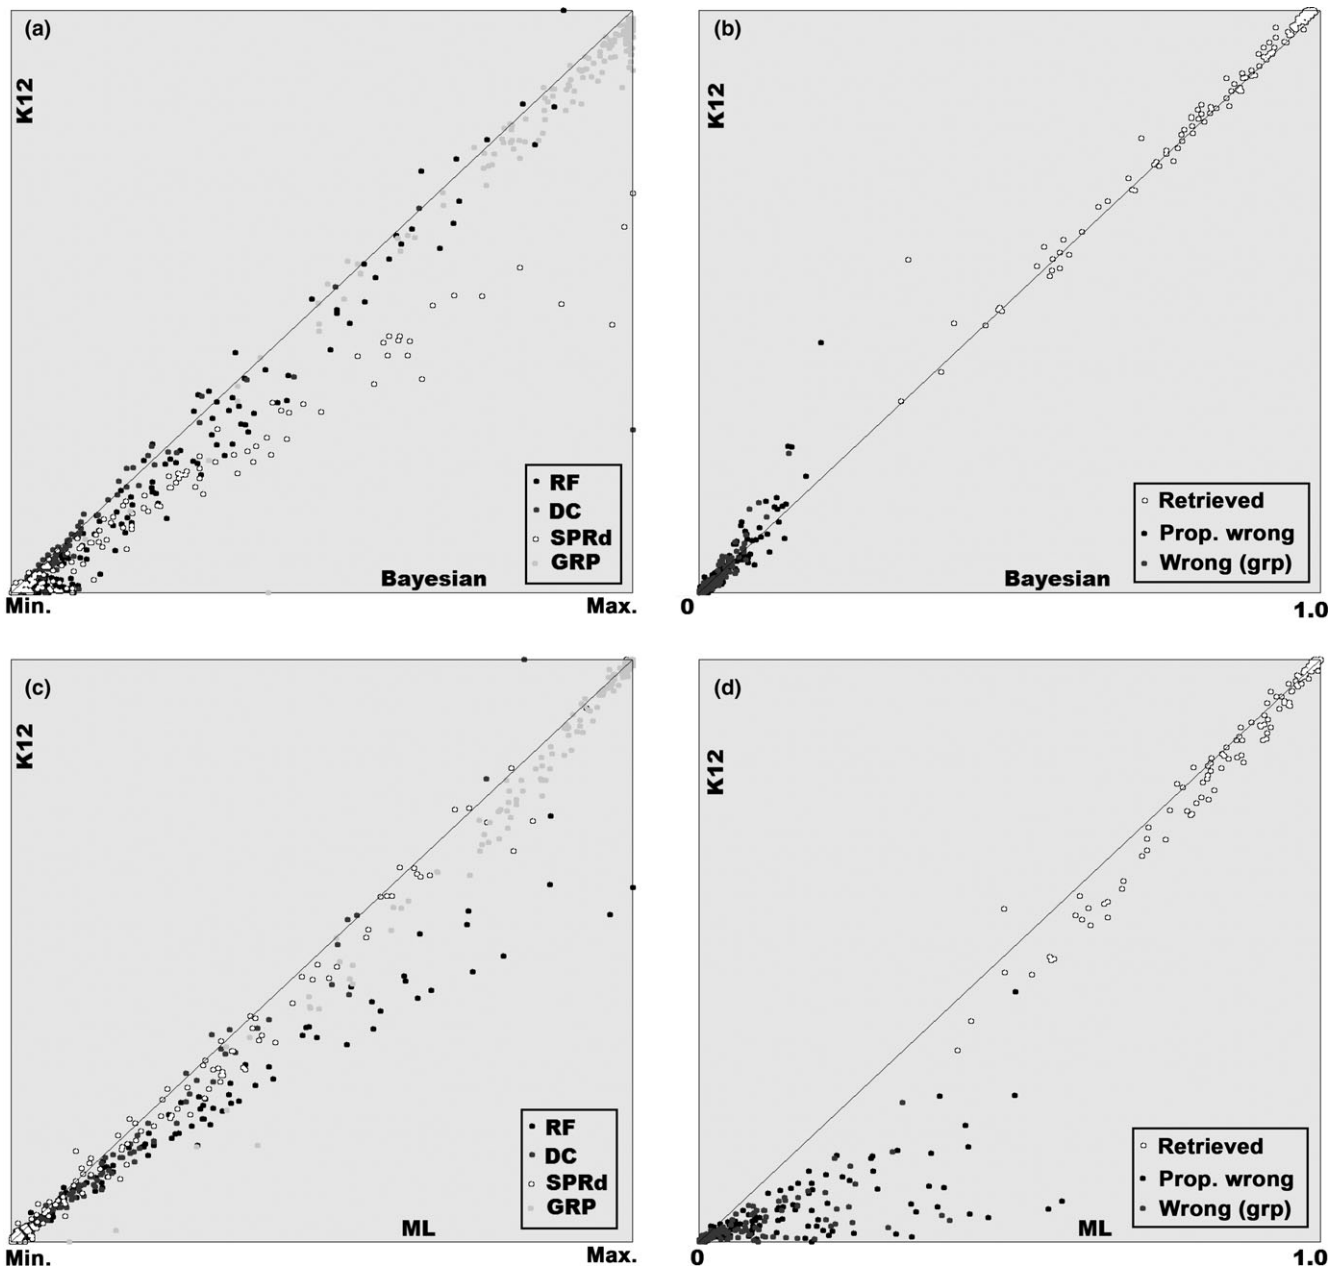 (a)
K12
RF
DC
SPRd
GRP
Bayesian
Min.
Max.
(b)
K12
Retrieved
Prop. wrong
Wrong (grp)
Bayesian
0
1.0
(c)
K12
RF
DC
SPRd
GRP
ML
Min.
Max.
(d)
K12
Retrieved
Prop. wrong
Wrong (grp)
ML
0
1.0